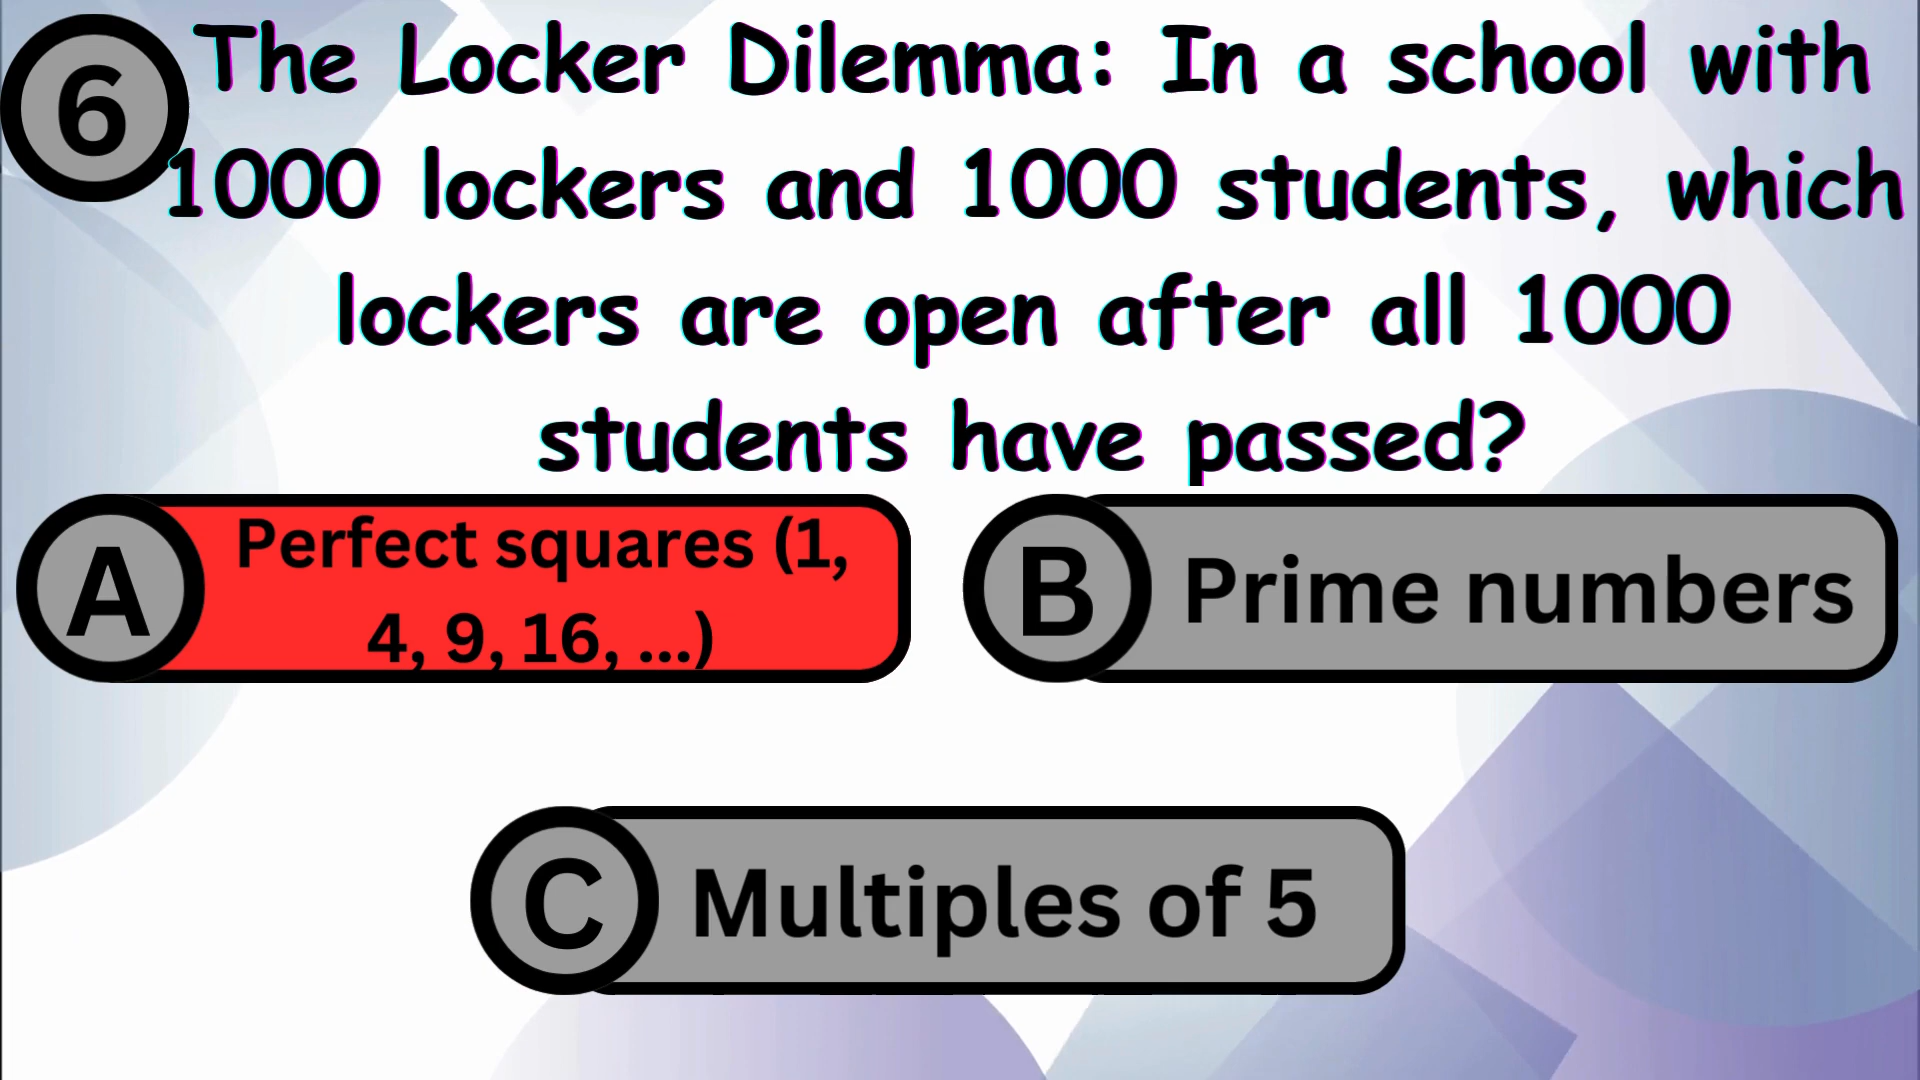 6
The Locker Dilemma: In a school with
1000 lockers and 1000 students, which
lockers are open after all 1000
students have passed?
A
Perfect squares (1,
4, 9, 16, ...)
B
Prime numbers
C
Multiples of 5